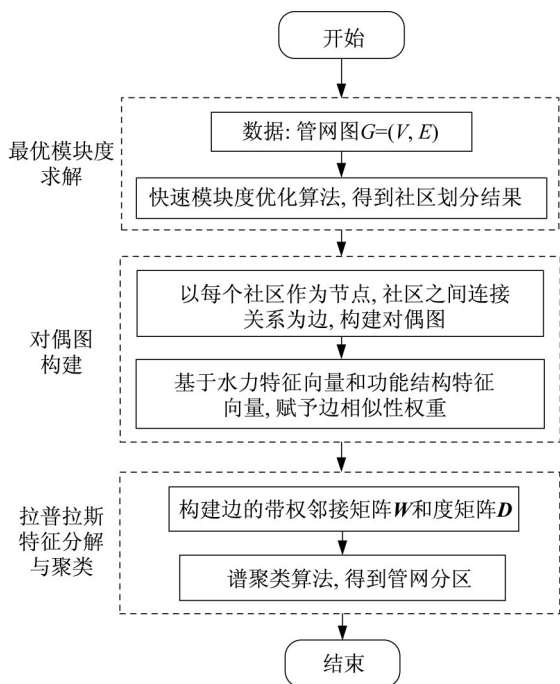 开始
最优模块度
求解
数据: 管网图G=(V, E)
快速模块度优化算法, 得到社区划分结果
对偶图
构建
以每个社区作为节点, 社区之间连接
关系为边, 构建对偶图
基于水力特征向量和功能结构特征
向量, 赋予边相似性权重
拉普拉斯
特征分解
与聚类
构建边的带权邻接矩阵W和度矩阵D
谱聚类算法, 得到管网分区
结束